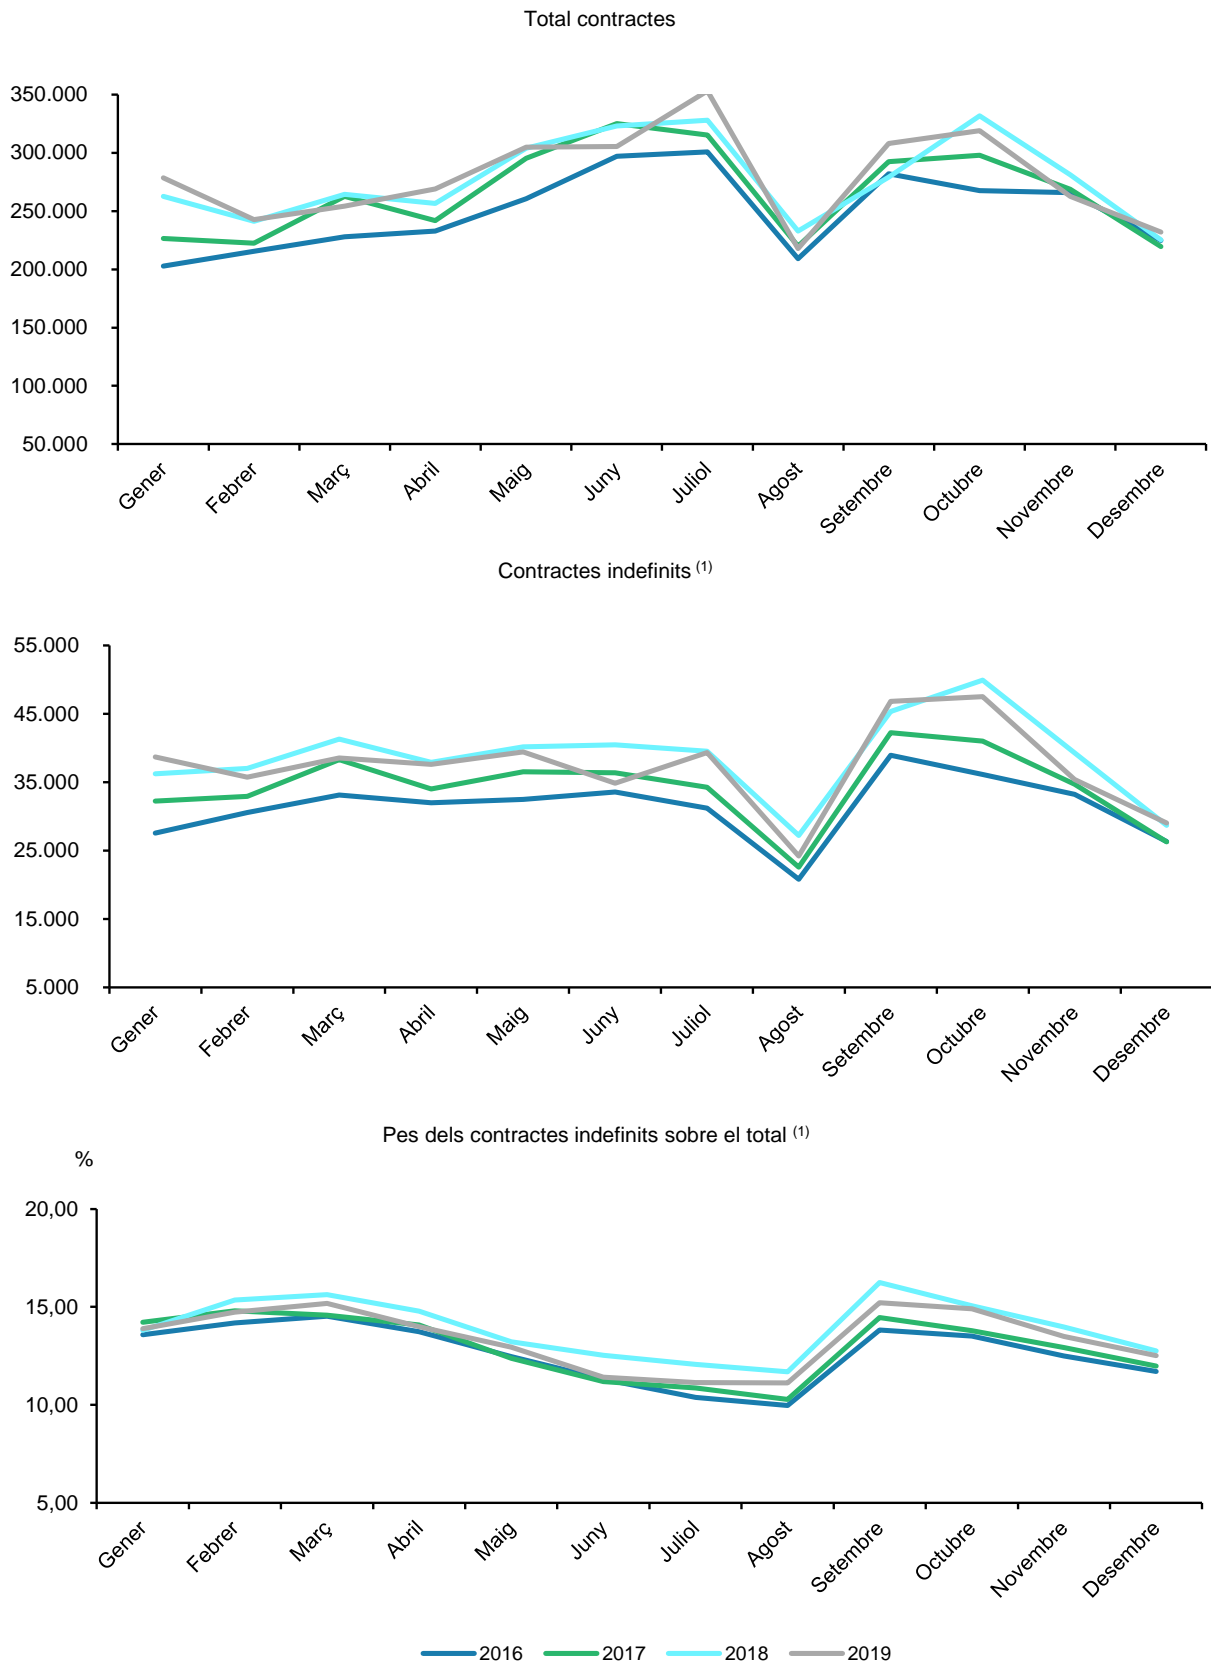 Total contractes
350.000
300.000
250.000
200.000
150.000
100.000
50.000
Gener Febrer Març Abril Maig Juny Juliol Agost Setembre Octubre Novembre Desembre
Contractes indefinits (1)
55.000
45.000
35.000
25.000
15.000
5.000
Gener Febrer Març Abril Maig Juny Juliol Agost Setembre Octubre Novembre Desembre
Pes dels contractes indefinits sobre el total (1)
%
20,00
15,00
10,00
5,00
Gener Febrer Març Abril Maig Juny Juliol Agost Setembre Octubre Novembre Desembre
2016 2017 2018 2019